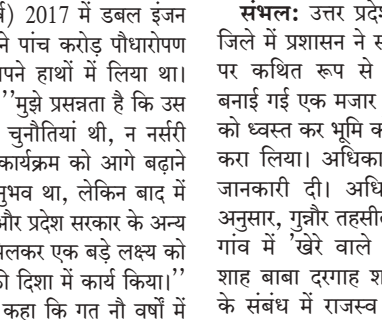 2017 में डबल इंजन
ने पांच करोड़ पौधारोपण
पने हाथों में लिया था।
''मुझे प्रसन्नता है कि उस
चुनौतियां थी, न नर्सरी
कार्यक्रम को आगे बढ़ाने
नुभव था, लेकिन बाद में
और प्रदेश सरकार के अन्य
मलकर एक बड़े लक्ष्य को
की दिशा में कार्य किया।''
कहा कि गत नौ वर्षों में
संभल: उत्तर प्रदेश
जिले में प्रशासन ने स
पर कथित रूप से
बनाई गई एक मजार
को ध्वस्त कर भूमि क
करा लिया। अधिका
जानकारी दी। अधि
अनुसार, गुन्नौर तहसी
गांव में 'खेरे वाले
शाह बाबा दरगाह श
के संबंध में राजस्व